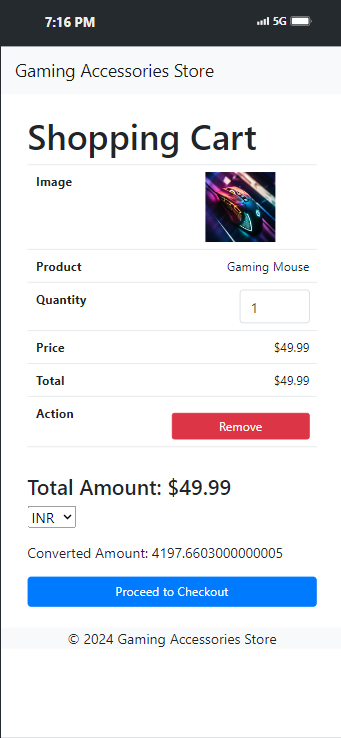 7:16 PM 5G
Gaming Accessories Store
Shopping Cart
Image
Product Gaming Mouse
Quantity 1
Price $49.99
Total $49.99
Action
Remove
Total Amount: $49.99
INR
Converted Amount: 4197.6603000000005
Proceed to Checkout
© 2024 Gaming Accessories Store